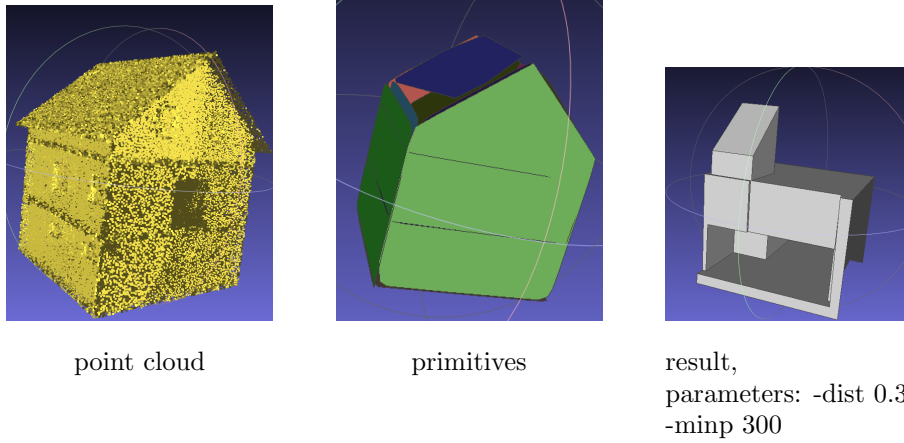 point cloud
primitives
result,
parameters: -dist 0.3
-minp 300